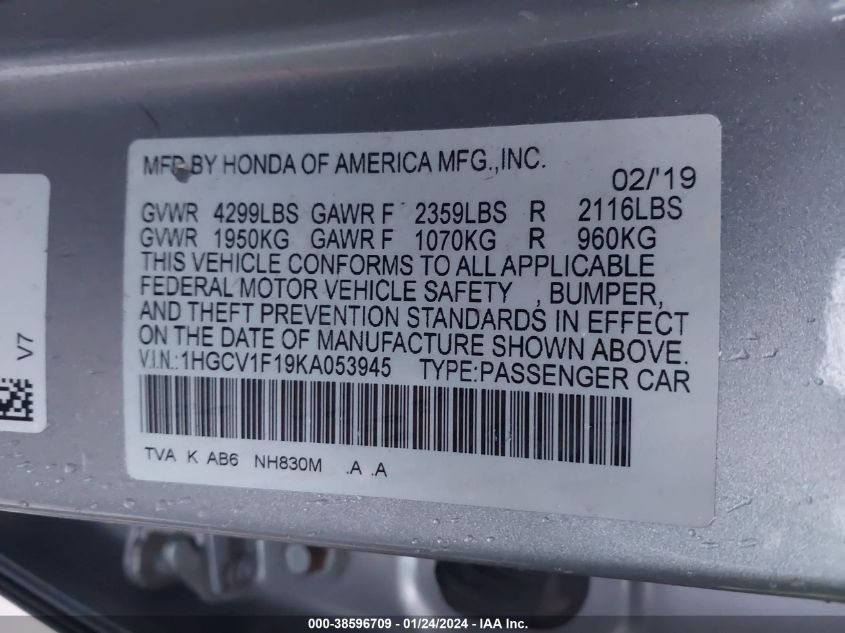 MFD BY HONDA OF AMERICA MFG.,INC.
02/'19
GVWR 4299LBS GAWR F 2359LBS R 2116LBS
GVWR 1950KG GAWR F 1070KG R 960KG
THIS VEHICLE CONFORMS TO ALL APPLICABLE
FEDERAL MOTOR VEHICLE SAFETY , BUMPER,
AND THEFT PREVENTION STANDARDS IN EFFECT
ON THE DATE OF MANUFACTURE SHOWN ABOVE.
V.I.N.:1HGCV1F19KA053945 TYPE:PASSENGER CAR
TVA K AB6 NH830M .A .A
V7
000-38596709 - 01/24/2024 - IAA Inc.